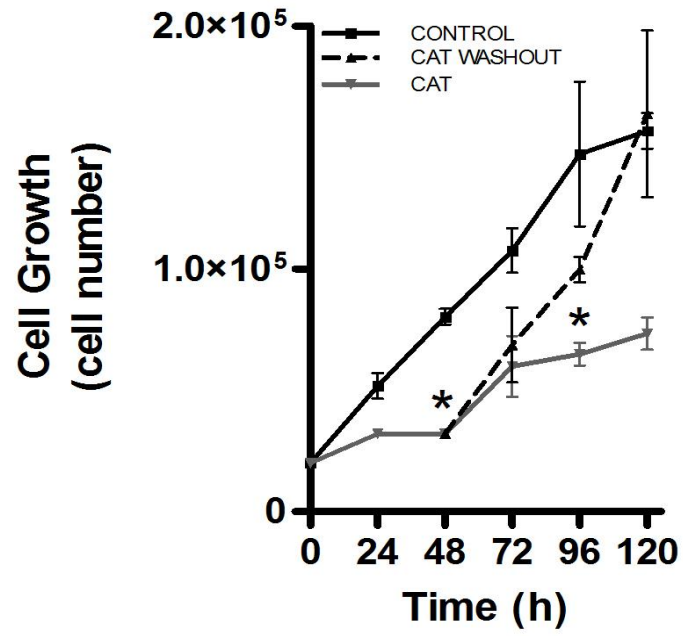 2.0×10⁵
CONTROL
CAT WASHOUT
CAT
Cell Growth
(cell number)
1.0×10⁵
*
*
0
0 24 48 72 96 120
Time (h)